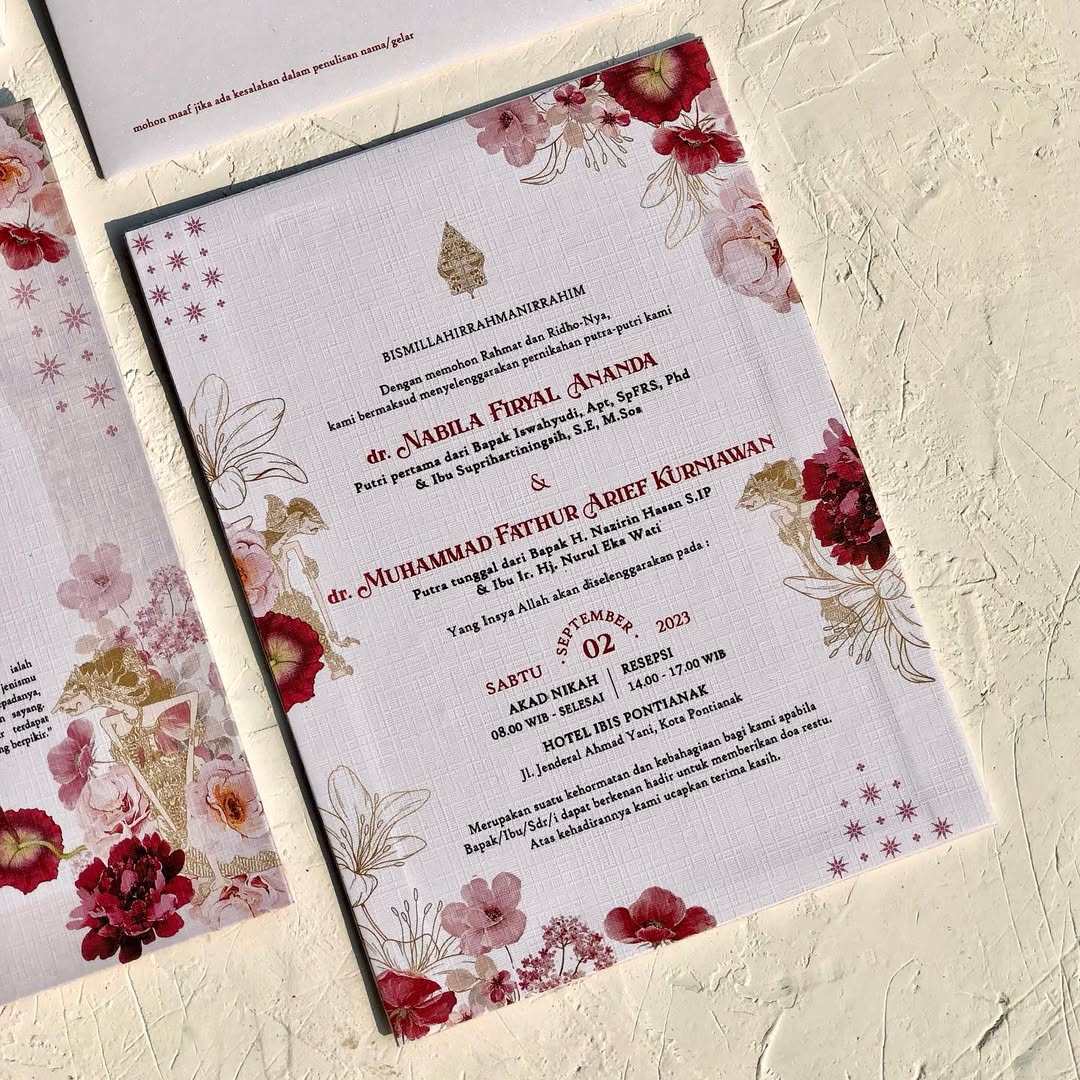 mohon maaf jika ada kesalahan dalam penulisan nama/gelar
BISMILLAHIRRAHMANIRRAHIM
Dengan memohon Rahmat dan Ridho-Nya,
kami bermaksud menyelenggarakan pernikahan putra-putri kami
dr. NABILA FIRYAL ANANDA
Putri pertama dari Bapak Iswahyudi, Apt, SpFRS, Phd
& Ibu Suprihartiningsih, S.E, M.Sos
&
dr. MUHAMMAD FATHUR ARIEF KURNIAWAN
Putra tunggal dari Bapak H. Nazirin Hasan S.IP
& Ibu Ir. Hj. Nurul Eka Wati
Yang Insya Allah akan diselenggarakan pada :
SABTU · SEPTEMBER · 02 2023
AKAD NIKAH
08.00 WIB - SELESAI
RESEPSI
14.00 - 17.00 WIB
HOTEL IBIS PONTIANAK
Jl. Jenderal Ahmad Yani, Kota Pontianak
Merupakan suatu kehormatan dan kebahagiaan bagi kami apabila
Bapak/Ibu/Sdr/i dapat berkenan hadir untuk memberikan doa restu.
Atas kehadirannya kami ucapkan terima kasih.
ialah
jenismu
epadanya,
sayang.
terdapat
berpikir."